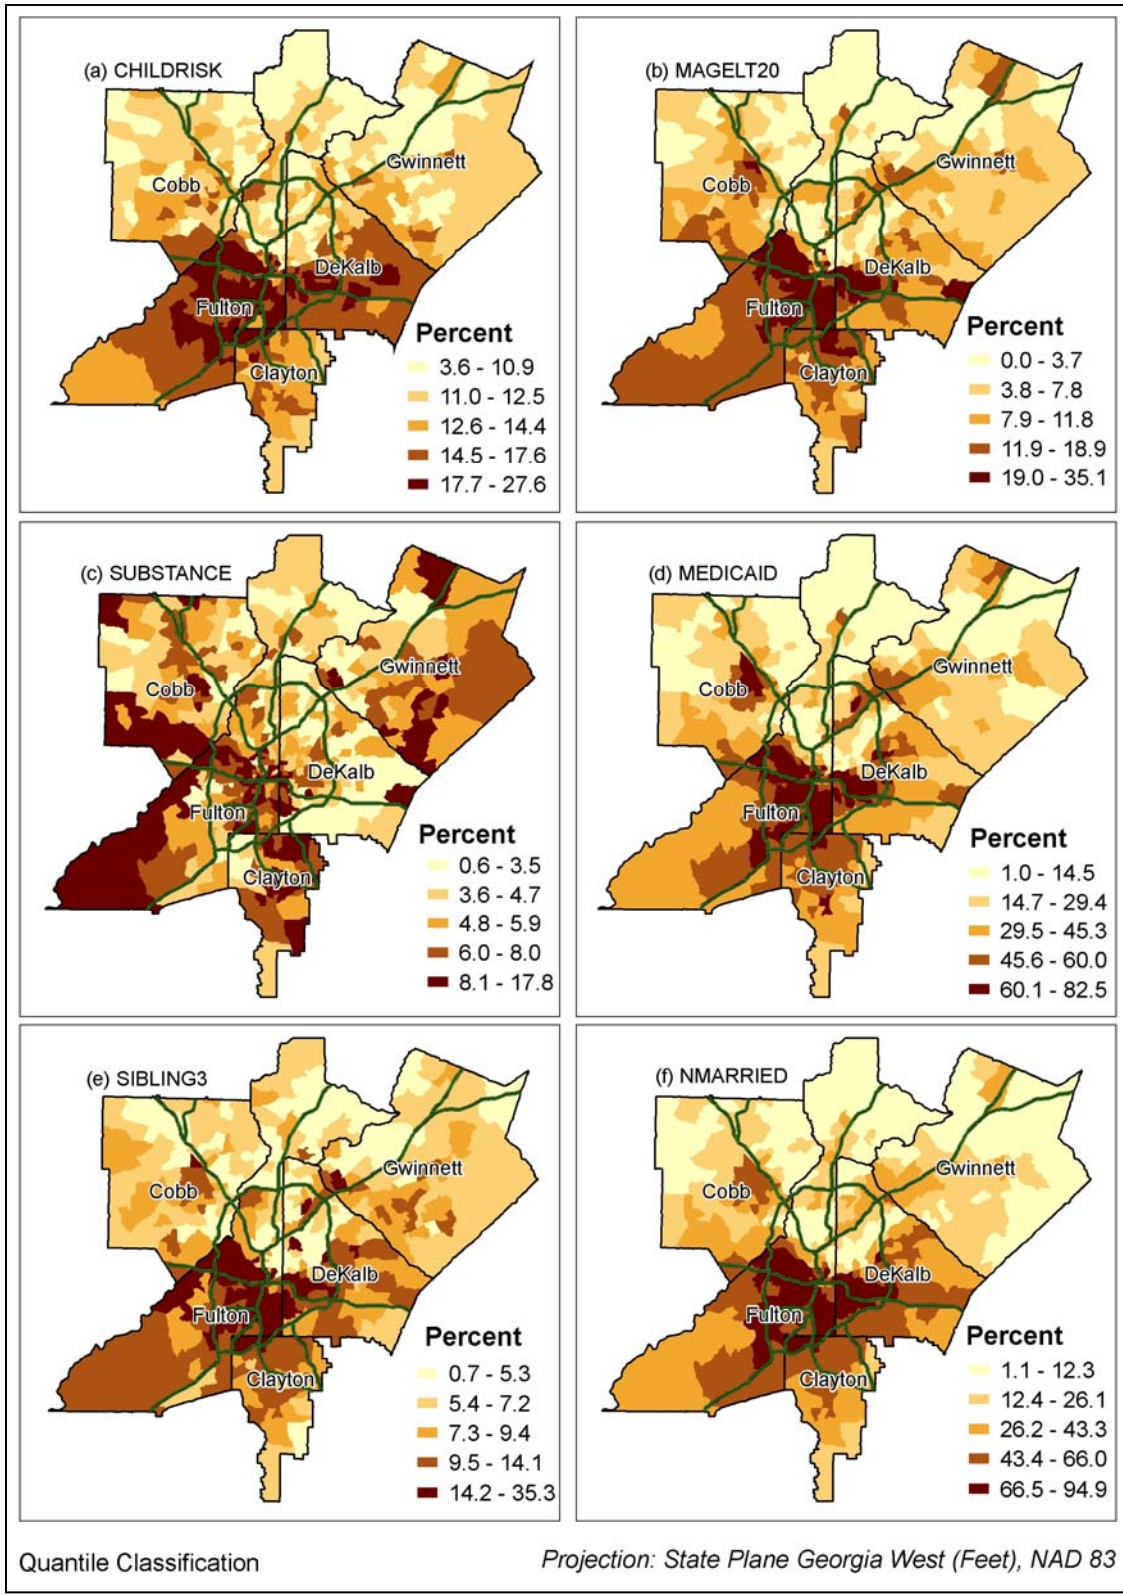 (a) CHILDRISK
Cobb
Gwinnett
DeKalb
Fulton
Clayton
Percent
3.6 - 10.9
11.0 - 12.5
12.6 - 14.4
14.5 - 17.6
17.7 - 27.6
(b) MAGELT20
Cobb
Gwinnett
DeKalb
Fulton
Clayton
Percent
0.0 - 3.7
3.8 - 7.8
7.9 - 11.8
11.9 - 18.9
19.0 - 35.1
(c) SUBSTANCE
Cobb
Gwinnett
DeKalb
Fulton
Clayton
Percent
0.6 - 3.5
3.6 - 4.7
4.8 - 5.9
6.0 - 8.0
8.1 - 17.8
(d) MEDICAID
Cobb
Gwinnett
DeKalb
Fulton
Clayton
Percent
1.0 - 14.5
14.7 - 29.4
29.5 - 45.3
45.6 - 60.0
60.1 - 82.5
(e) SIBLING3
Cobb
Gwinnett
DeKalb
Fulton
Clayton
Percent
0.7 - 5.3
5.4 - 7.2
7.3 - 9.4
9.5 - 14.1
14.2 - 35.3
(f) NMARRIED
Cobb
Gwinnett
DeKalb
Fulton
Clayton
Percent
1.1 - 12.3
12.4 - 26.1
26.2 - 43.3
43.4 - 66.0
66.5 - 94.9
Quantile Classification
Projection: State Plane Georgia West (Feet), NAD 83